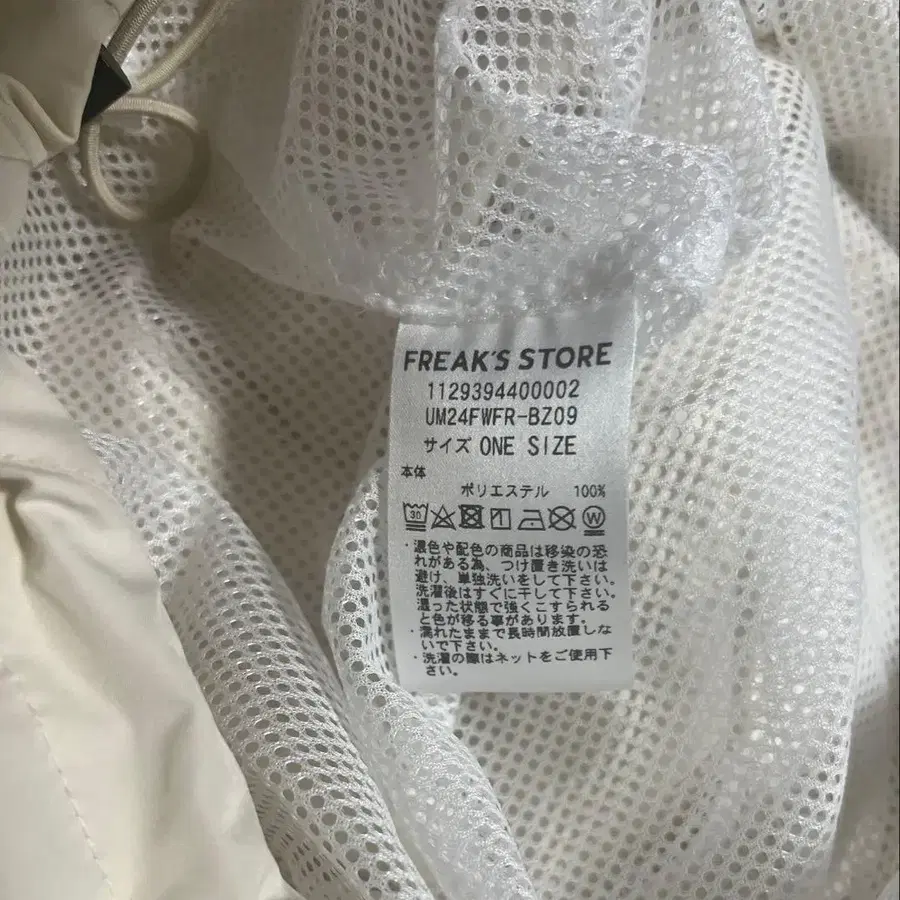 FREAK'S STORE
1129394400002
UM24FWFR-BZ09
サイズ ONE SIZE
本体
ポリエステル 100%
30 W
・濃色や配色の商品は移染の恐
れがある為、つけ置き洗いは
避け、単独洗いをして下さい。
洗濯後はすぐに干して下さい。
湿った状態で強くこすられる
と色が移る事があります。
・濡れたままで長時間放置しな
いで下さい。
・洗濯の際はネットをご使用下
さい。